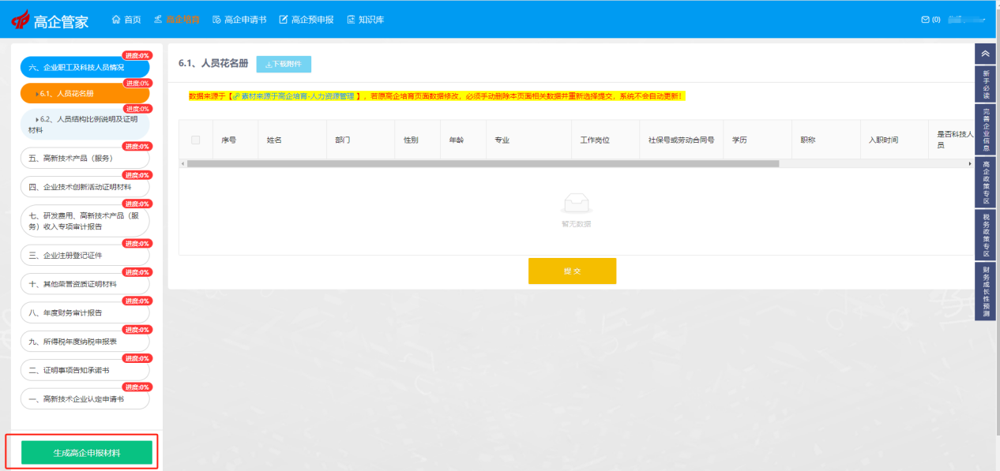 高企管家
首页
高企培育
高企申请书
高企预申报
知识库
(0)
进度:0%
六、企业职工及科技人员情况
进度:0%
6.1、人员花名册
进度:0%
6.2、人员结构比例说明及证明
材料
进度:0%
五、高新技术产品（服务）
进度:0%
四、企业技术创新活动证明材料
进度:0%
七、研发费用、高新技术产品（服
务）收入专项审计报告
进度:0%
三、企业注册登记证件
进度:0%
十、其他荣誉资质证明材料
进度:0%
八、年度财务审计报告
进度:0%
九、所得税年度纳税申报表
进度:0%
二、证明事项告知承诺书
进度:0%
一、高新技术企业认定申请书
生成高企申报材料
6.1、人员花名册
下载附件
数据来源于【素材来源于高企培育-人力资源管理 】，若原高企培育页面数据修改，必须手动删除本页面相关数据并重新选择提交，系统不会自动更新！
序号
姓名
部门
性别
年龄
专业
工作岗位
社保号或劳动合同号
学历
职称
入职时间
是否科技人
员
暂无数据
提 交
新手必读
完善企业信息
高企政策专区
税务政策专区
财务成长性预测